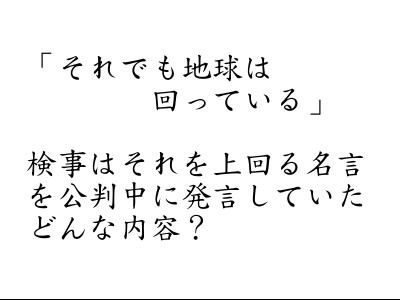 「それでも地球は
回っている」
検事はそれを上回る名言
を公判中に発言していた
どんな内容？